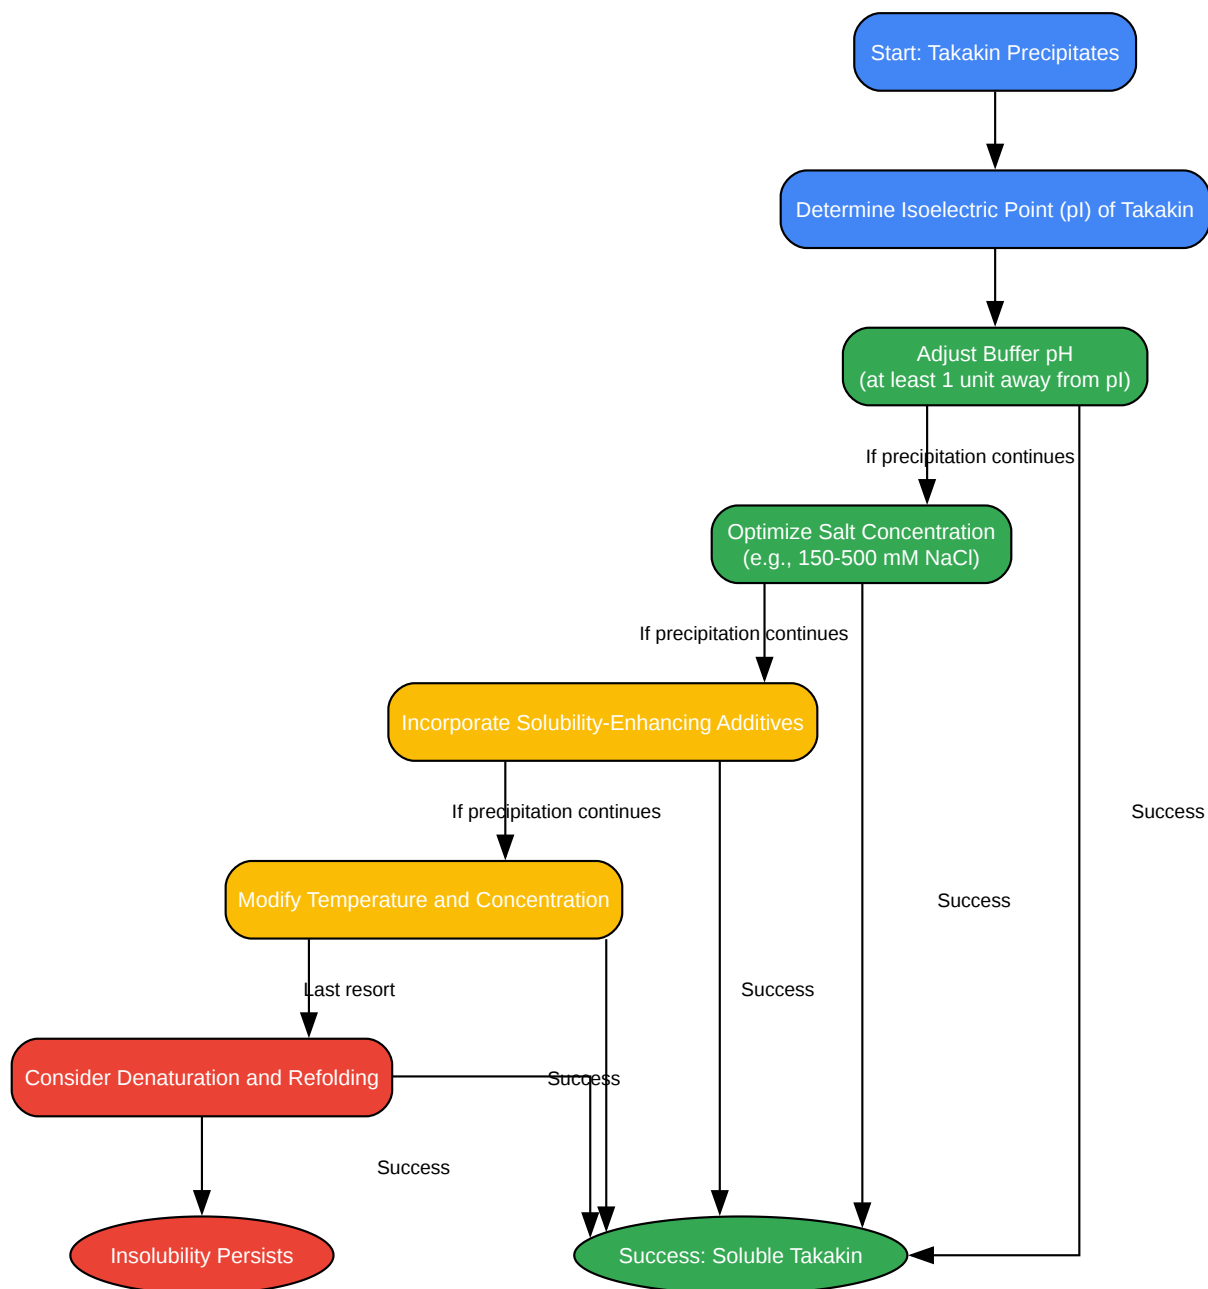 Start: Takakin Precipitates
Determine Isoelectric Point (pI) of Takakin
Adjust Buffer pH
(at least 1 unit away from pI)
If precipitation continues
Optimize Salt Concentration
(e.g., 150-500 mM NaCl)
If precipitation continues
Incorporate Solubility-Enhancing Additives
If precipitation continues
Success
Modify Temperature and Concentration
Success
Last resort
Success
Consider Denaturation and Refolding
Success
Success
Insolubility Persists
Success: Soluble Takakin